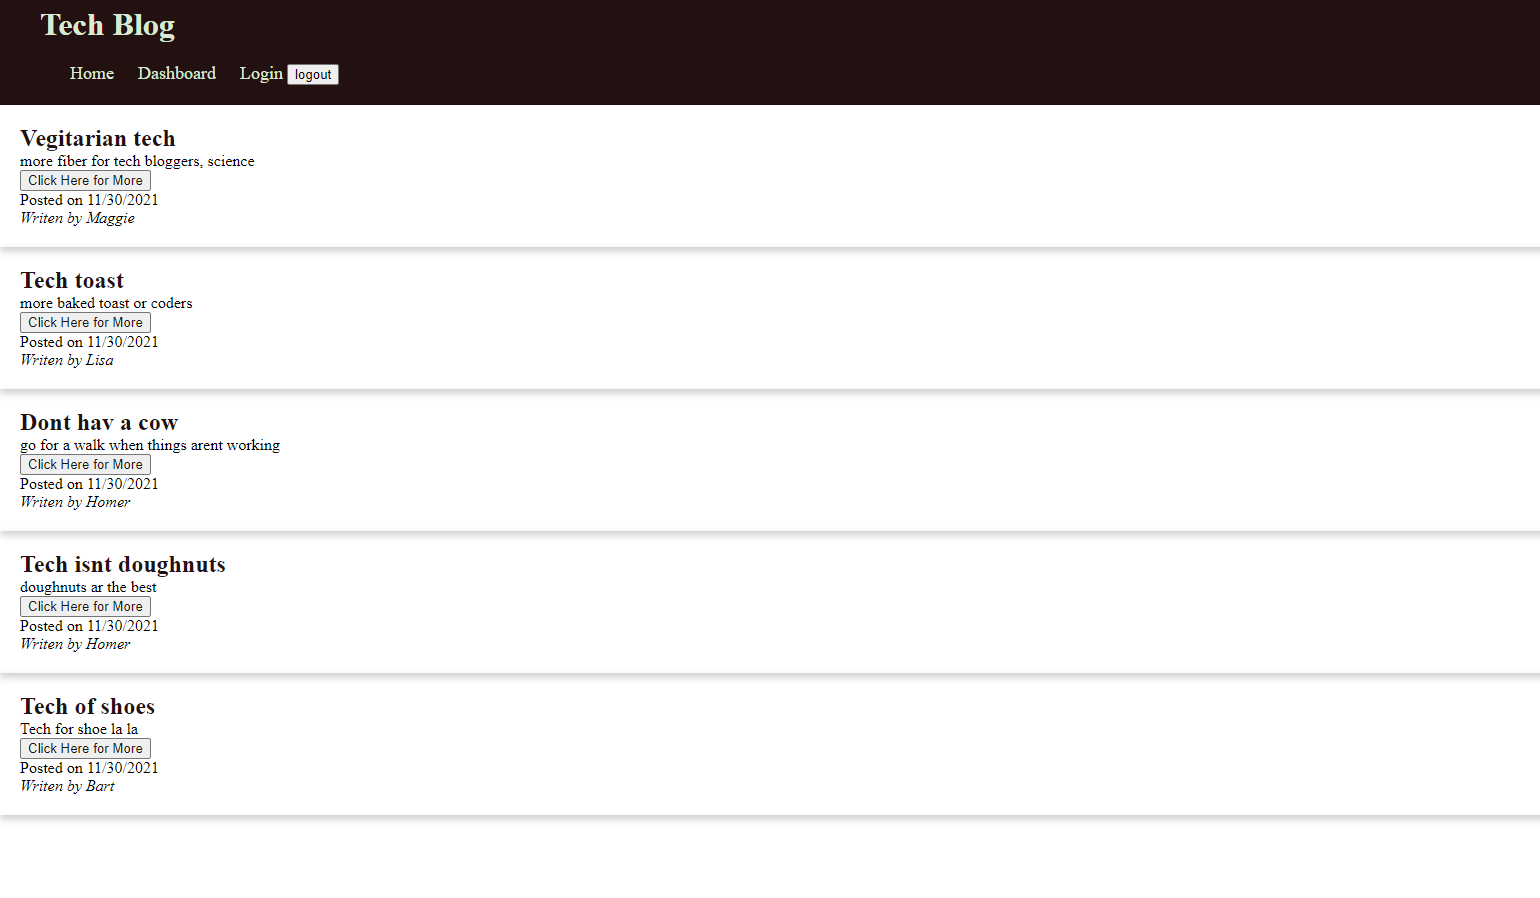 Tech Blog
Home Dashboard Login logout
Vegitarian tech
more fiber for tech bloggers, science
Click Here for More
Posted on 11/30/2021
Writen by Maggie
Tech toast
more baked toast or coders
Click Here for More
Posted on 11/30/2021
Writen by Lisa
Dont hav a cow
go for a walk when things arent working
Click Here for More
Posted on 11/30/2021
Writen by Homer
Tech isnt doughnuts
doughnuts ar the best
Click Here for More
Posted on 11/30/2021
Writen by Homer
Tech of shoes
Tech for shoe la la
Click Here for More
Posted on 11/30/2021
Writen by Bart